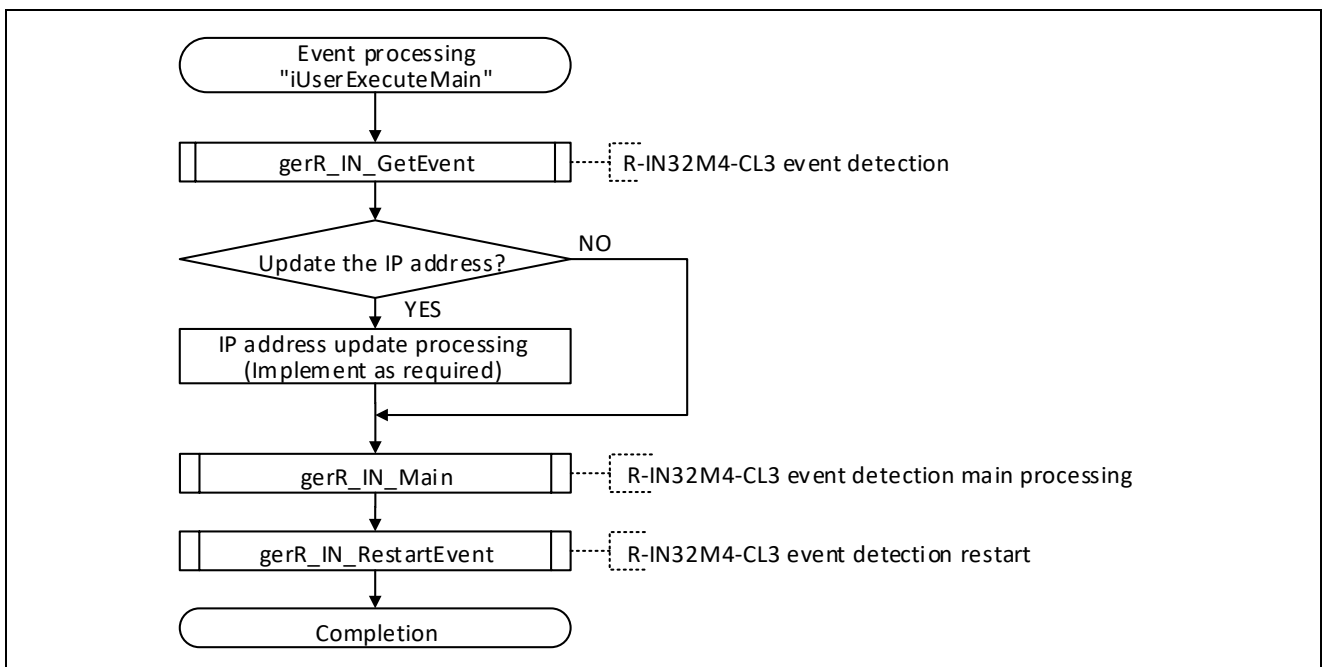 Event processing
"iUserExecuteMain"
gerR_IN_GetEvent
R-IN32M4-CL3 event detection
Update the IP address?
NO
YES
IP address update processing
(Implement as required)
gerR_IN_Main
R-IN32M4-CL3 event detection main processing
gerR_IN_RestartEvent
R-IN32M4-CL3 event detection restart
Completion